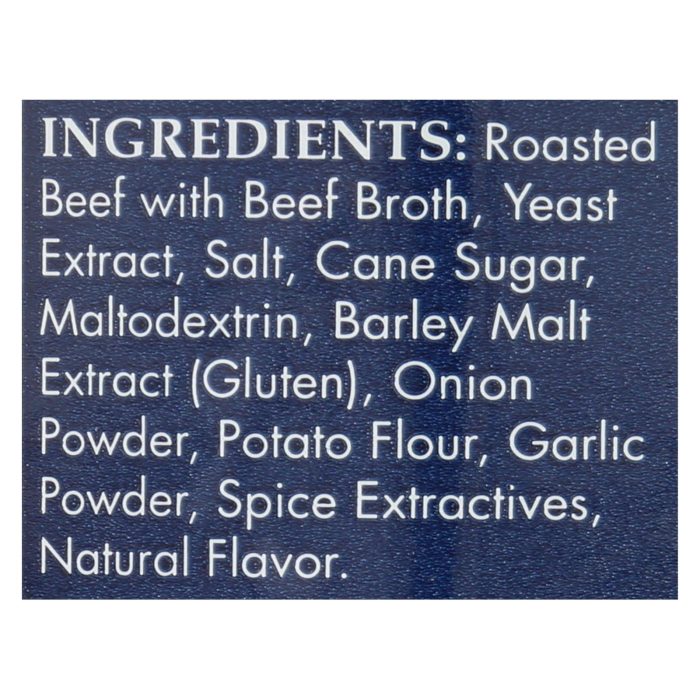 INGREDIENTS: Roasted
Beef with Beef Broth, Yeast
Extract, Salt, Cane Sugar,
Maltodextrin, Barley Malt
Extract (Gluten), Onion
Powder, Potato Flour, Garlic
Powder, Spice Extractives,
Natural Flavor.